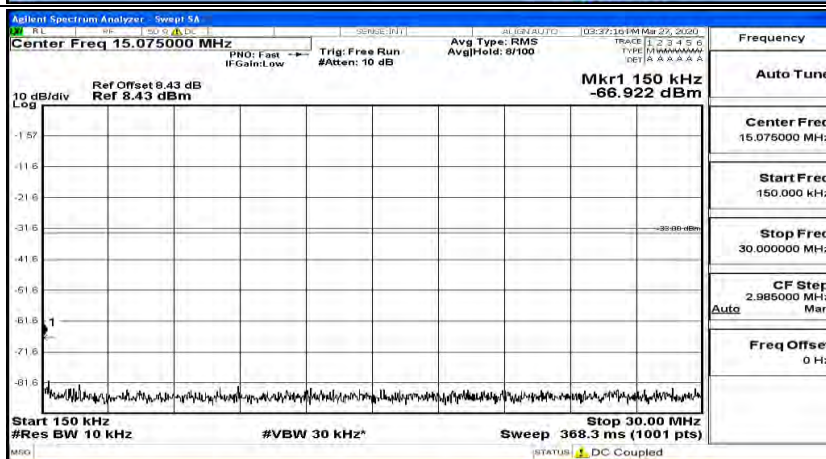 Agilent Spectrum Analyzer - Swept SA
RL RF 50 Ω DC SENSE:INT ALIGN AUTO 03:37:16 PM Mar 27, 2020
Center Freq 15.075000 MHz
PNO: Fast
IFGain:Low
Trig: Free Run
#Atten: 10 dB
Avg Type: RMS
Avg|Hold: 8/100
TRACE 1 2 3 4 5 6
TYPE MWWWWW
DET A A A A A A
Ref Offset 8.43 dB
10 dB/div Ref 8.43 dBm
Log
Mkr1 150 kHz
-66.922 dBm
-1.57
-11.6
-21.6
-31.6
-33.00 dBm
-41.6
-51.6
-61.6
1
-71.6
-81.6
Start 150 kHz
Stop 30.00 MHz
#Res BW 10 kHz
#VBW 30 kHz*
Sweep 368.3 ms (1001 pts)
MSG
STATUS DC Coupled
Frequency
Auto Tune
Center Freq
15.075000 MHz
Start Freq
150.000 kHz
Stop Freq
30.000000 MHz
CF Step
2.985000 MHz
Auto Man
Freq Offset
0 Hz